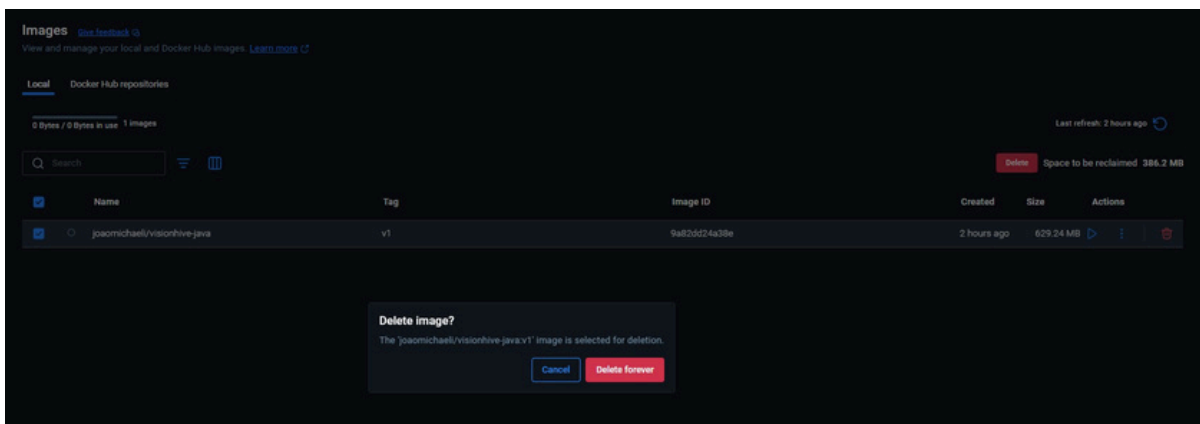 Images Give feedback
View and manage your local and Docker Hub images. Learn more
Local Docker Hub repositories
0 Bytes / 0 Bytes in use 1 images Last refresh: 2 hours ago
Search Delete Space to be reclaimed 386.2 MB
Name Tag Image ID Created Size Actions
joaomichaeli/visionhive-java v1 9a82dd24a38e 2 hours ago 629.24 MB
Delete image?
The 'joaomichaeli/visionhive-java:v1' image is selected for deletion.
Cancel Delete forever